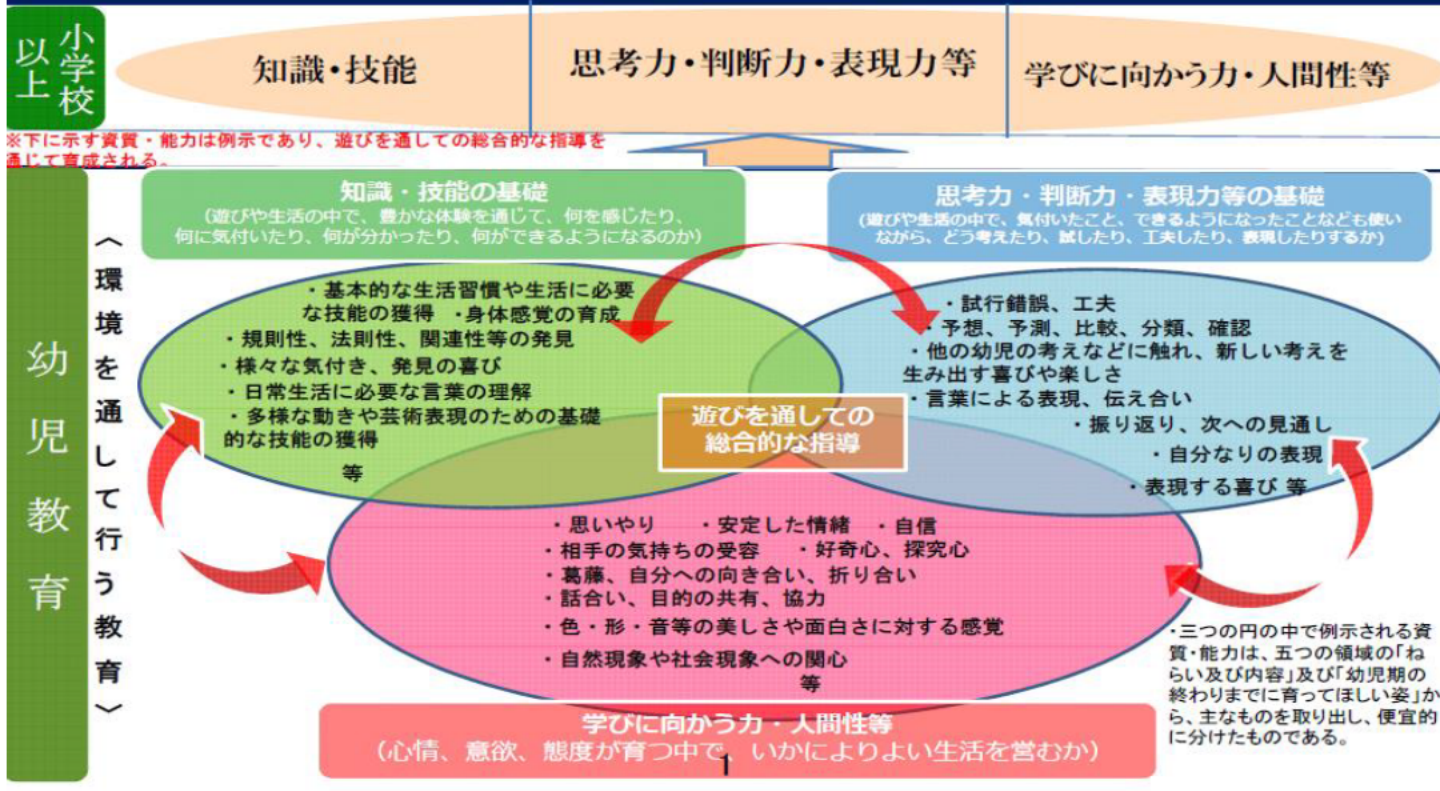 小学校
以上
知識・技能
思考力・判断力・表現力等
学びに向かう力・人間性等
※下に示す資質・能力は例示であり、遊びを通しての総合的な指導を
通じて育成される。
幼児教育
〈環境を通して行う教育〉
知識・技能の基礎
(遊びや生活の中で、豊かな体験を通じて、何を感じたり、
何に気付いたり、何が分かったり、何ができるようになるのか)
思考力・判断力・表現力等の基礎
(遊びや生活の中で、気付いたこと、できるようになったことなども使い
ながら、どう考えたり、試したり、工夫したり、表現したりするか)
・基本的な生活習慣や生活に必要
な技能の獲得 ・身体感覚の育成
・規則性、法則性、関連性等の発見
・様々な気付き、発見の喜び
・日常生活に必要な言葉の理解
・多様な動きや芸術表現のための基礎
的な技能の獲得
等
・試行錯誤、工夫
・予想、予測、比較、分類、確認
・他の幼児の考えなどに触れ、新しい考えを
生み出す喜びや楽しさ
・言葉による表現、伝え合い
・振り返り、次への見通し
・自分なりの表現
・表現する喜び 等
遊びを通しての
総合的な指導
・思いやり ・安定した情緒 ・自信
・相手の気持ちの受容 ・好奇心、探究心
・葛藤、自分への向き合い、折り合い
・話合い、目的の共有、協力
・色・形・音等の美しさや面白さに対する感覚
・自然現象や社会現象への関心
等
学びに向かう力・人間性等
(心情、意欲、態度が育つ中で、いかによりよい生活を営むか)
1
・三つの円の中で例示される資
質・能力は、五つの領域の「ね
らい及び内容」及び「幼児期の
終わりまでに育ってほしい姿」か
ら、主なものを取り出し、便宜的
に分けたものである。